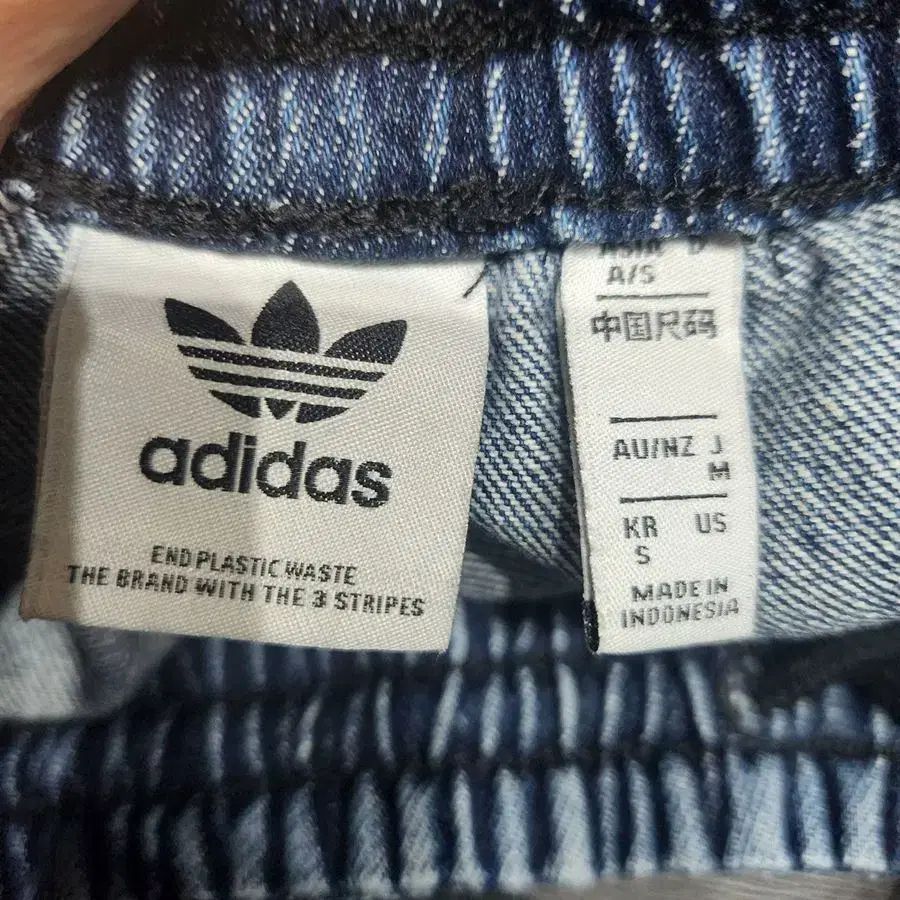 adidas
END PLASTIC WASTE
THE BRAND WITH THE 3 STRIPES
ASIA D
A/S
中国尺码
AU/NZ J
M
KR US
S
MADE IN
INDONESIA